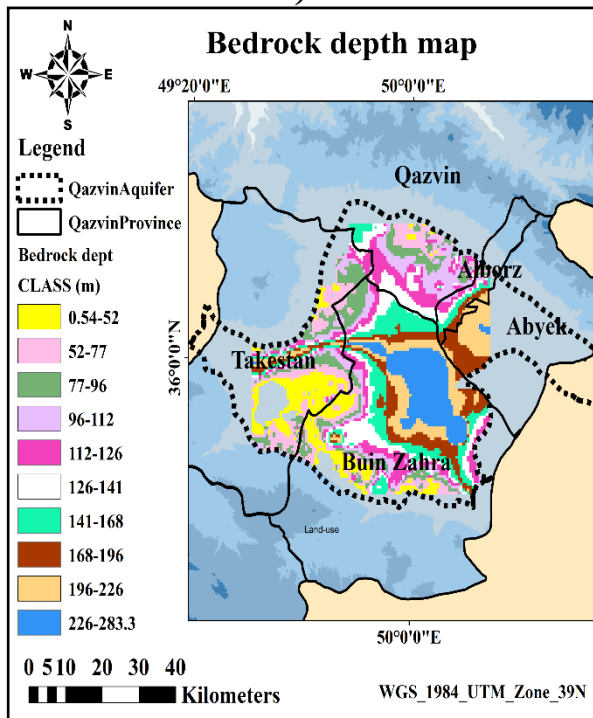 Bedrock depth map
N
W E
S
49°20'0"E 50°0'0"E
Legend
QazvinAquifer
QazvinProvince
Bedrock dept
CLASS (m)
0.54-52
52-77
77-96
96-112
112-126
126-141
141-168
168-196
196-226
226-283.3
36°0'0"N
Qazvin
Alborz
Abyek
Takestan
Buin Zahra
Land-use
50°0'0"E
0 5 10 20 30 40
Kilometers
WGS_1984_UTM_Zone_39N